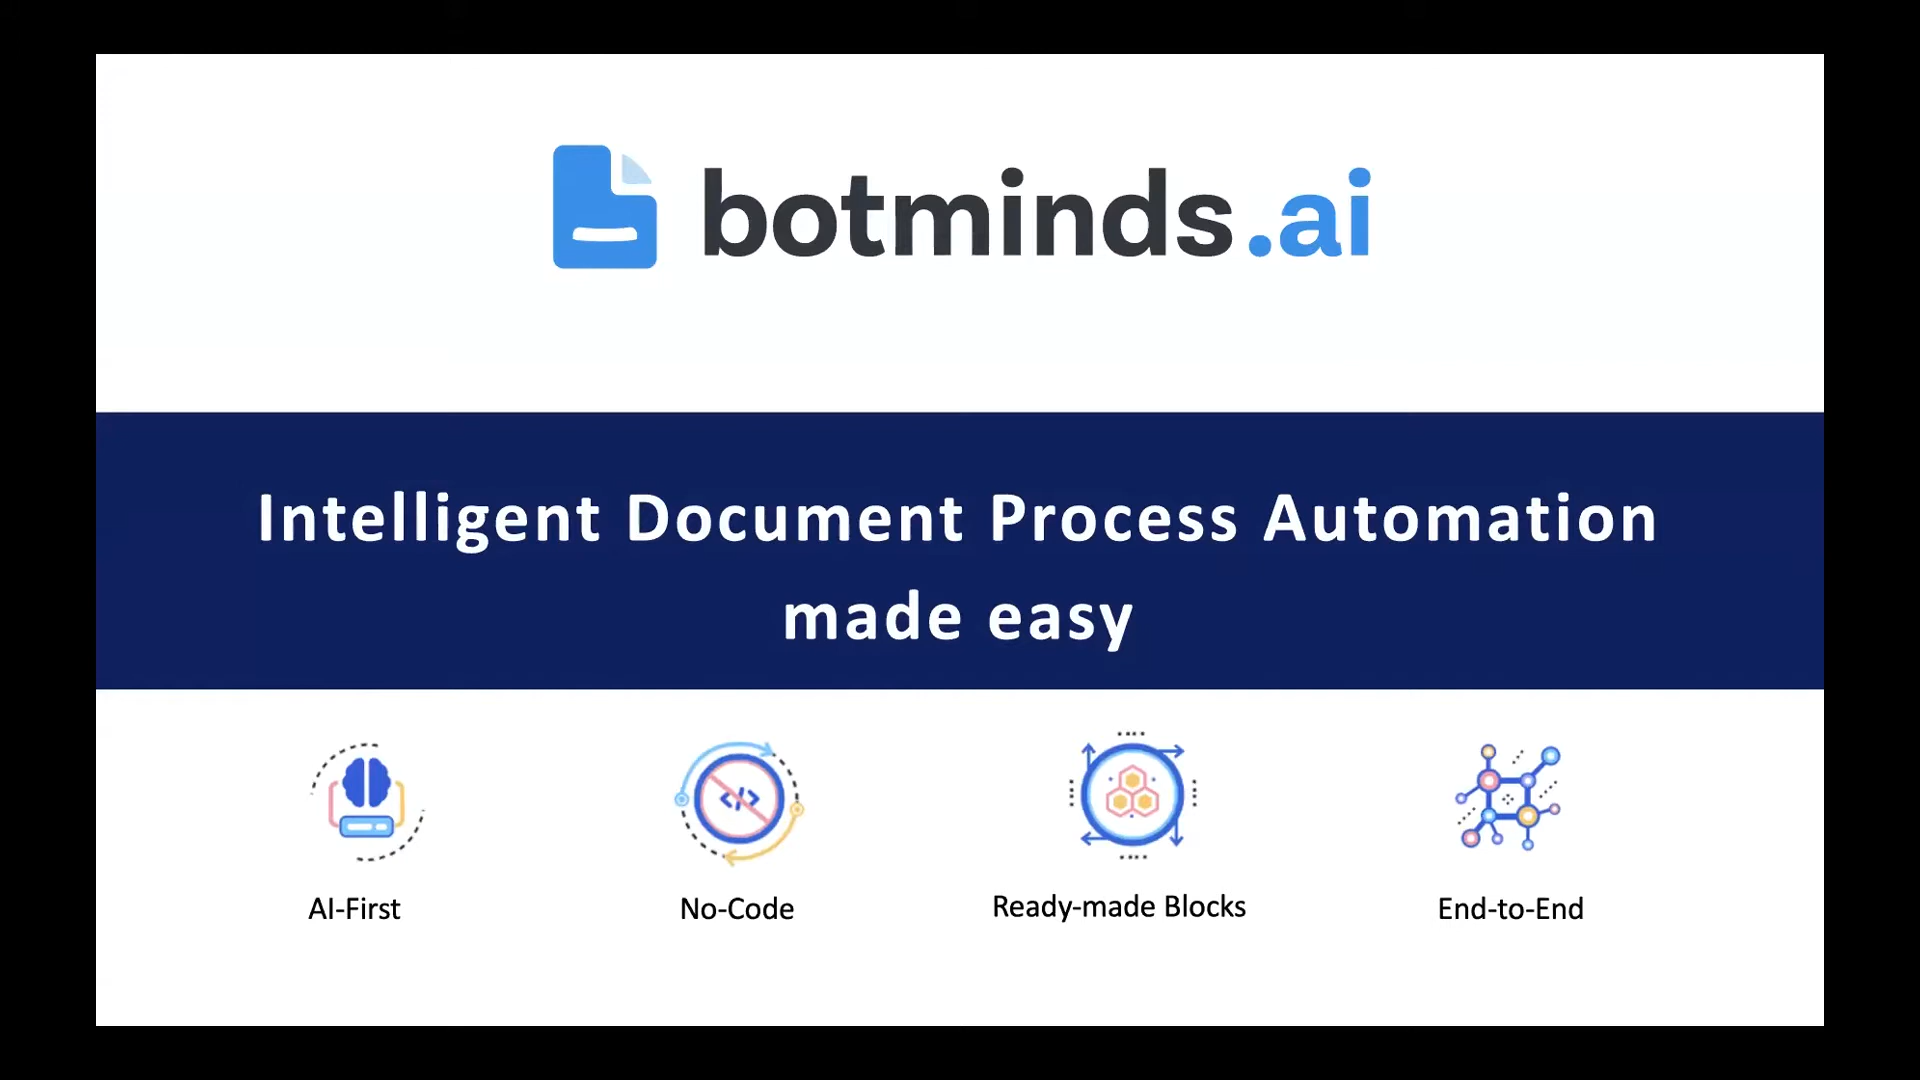 botminds.ai
Intelligent Document Process Automation
made easy
AI-First
No-Code
Ready-made Blocks
End-to-End